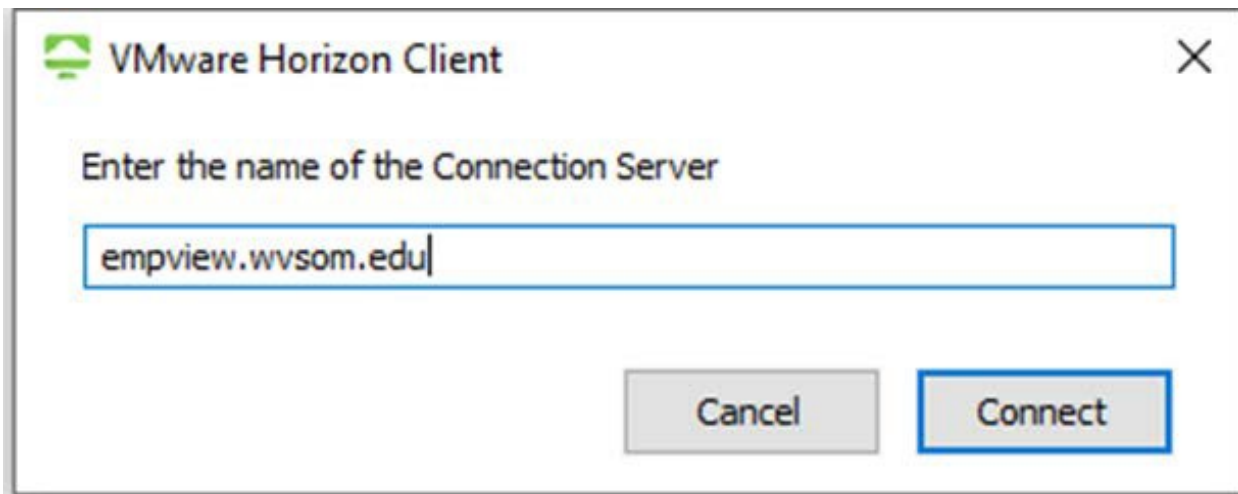 VMware Horizon Client
Enter the name of the Connection Server
empview.wvsom.edu
Cancel Connect